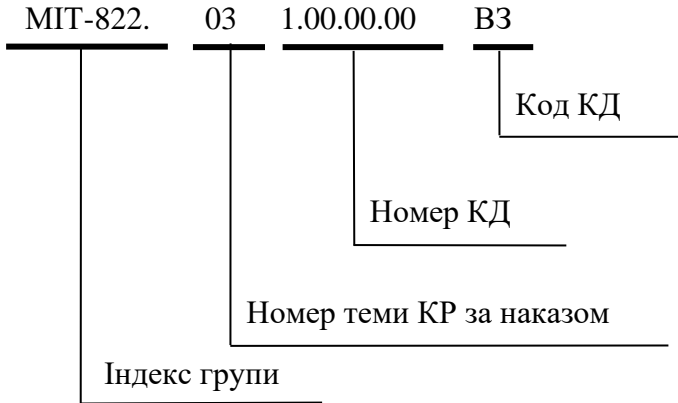 МІТ-822. 03 1.00.00.00 ВЗ
Код КД
Номер КД
Номер теми КР за наказом
Індекс групи